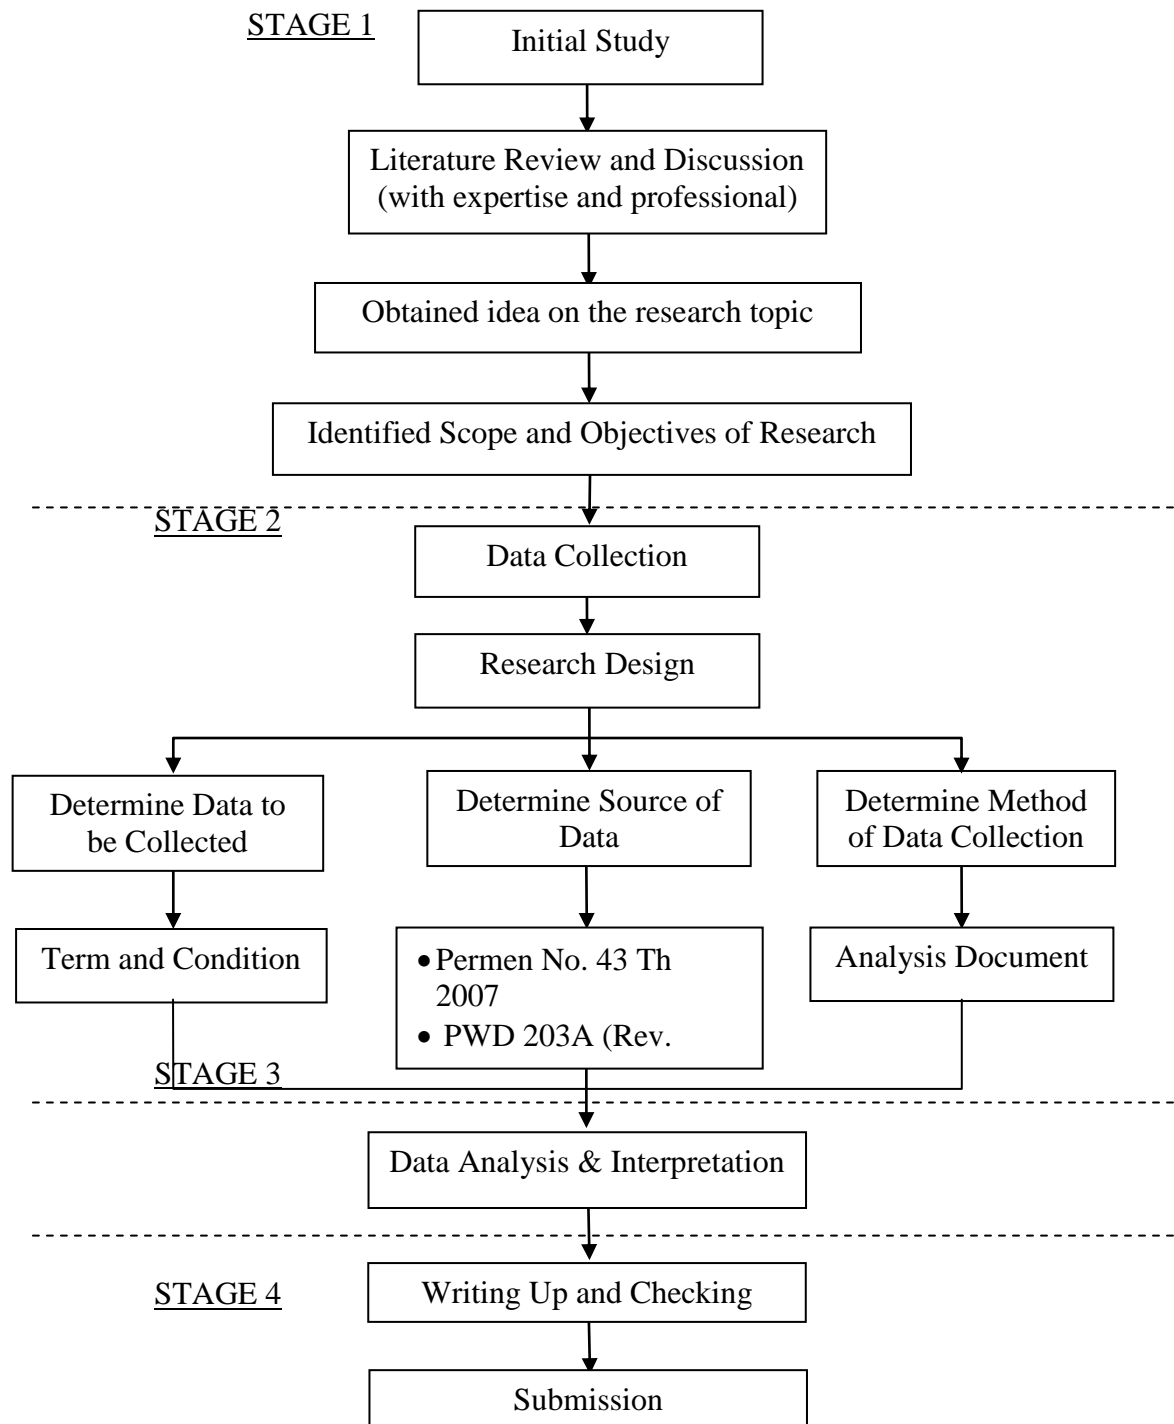 STAGE 1
Initial Study
Literature Review and Discussion
(with expertise and professional)
Obtained idea on the research topic
Identified Scope and Objectives of Research
STAGE 2
Data Collection
Research Design
Determine Data to
be Collected
Determine Source of
Data
Determine Method
of Data Collection
Term and Condition
• Permen No. 43 Th
2007
• PWD 203A (Rev.
Analysis Document
STAGE 3
Data Analysis & Interpretation
STAGE 4
Writing Up and Checking
Submission